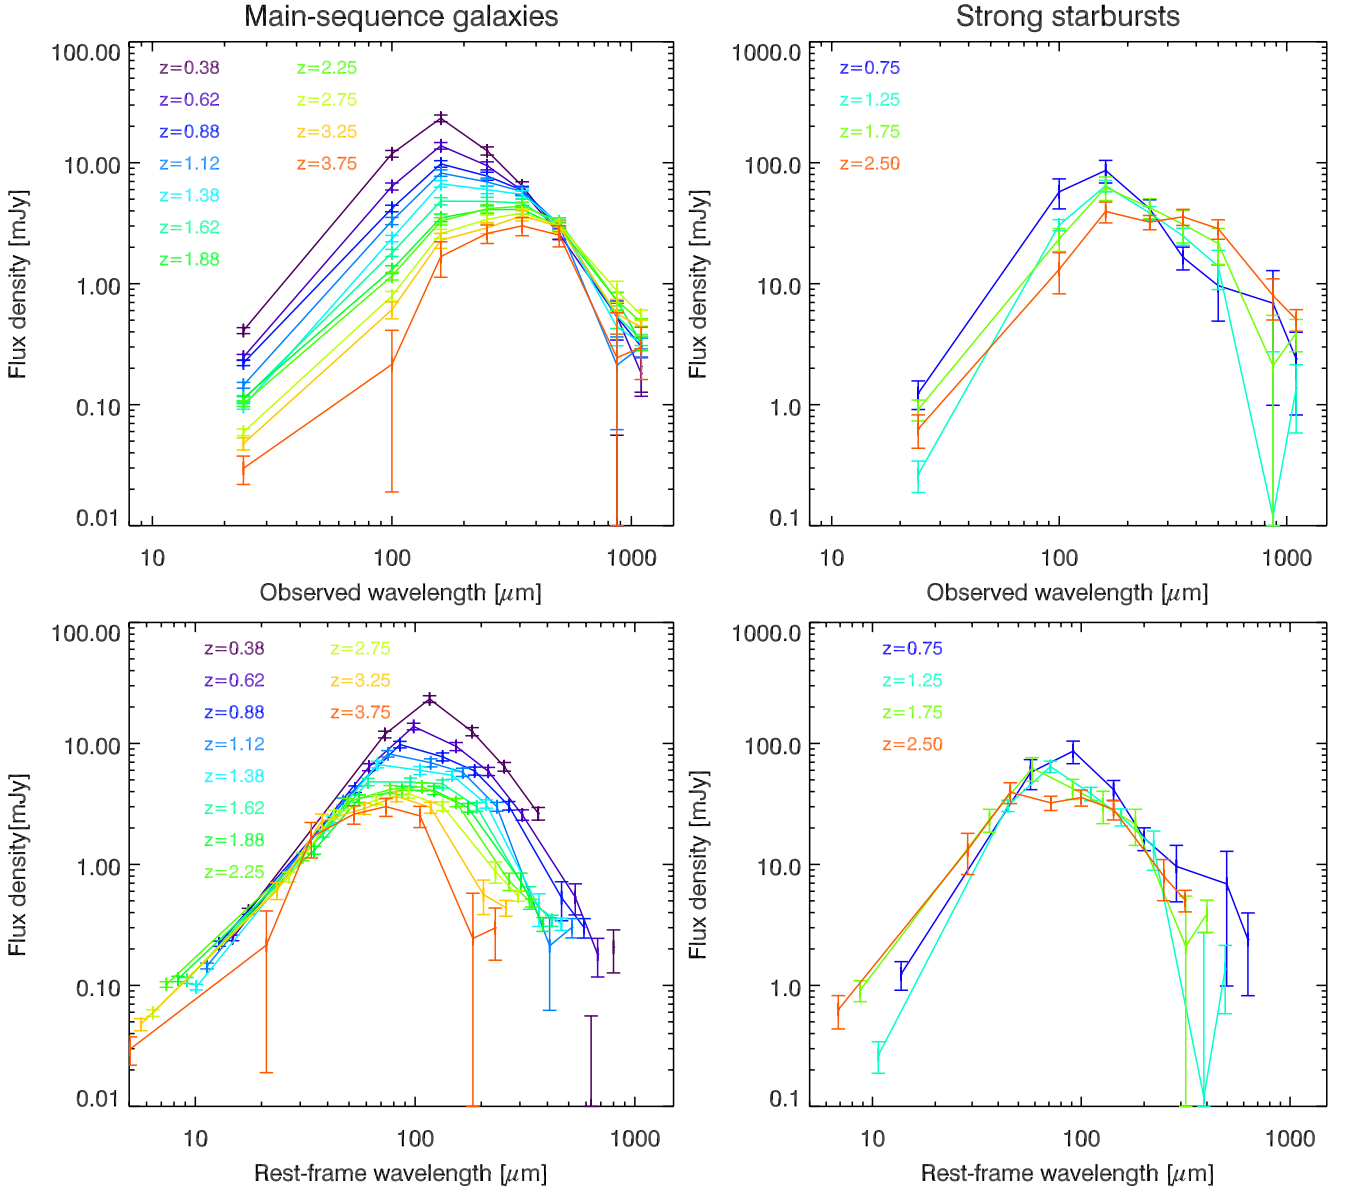 Main-sequence galaxies
Flux density [mJy]
100.00
10.00
1.00
0.10
0.01
z=0.38
z=0.62
z=0.88
z=1.12
z=1.38
z=1.62
z=1.88
z=2.25
z=2.75
z=3.25
z=3.75
10
100
1000
Observed wavelength [μm]
Strong starbursts
Flux density [mJy]
1000.0
100.0
10.0
1.0
0.1
z=0.75
z=1.25
z=1.75
z=2.50
10
100
1000
Observed wavelength [μm]
Flux density[mJy]
100.00
10.00
1.00
0.10
0.01
z=0.38
z=0.62
z=0.88
z=1.12
z=1.38
z=1.62
z=1.88
z=2.25
z=2.75
z=3.25
z=3.75
10
100
1000
Rest-frame wavelength [μm]
Flux density [mJy]
1000.0
100.0
10.0
1.0
0.1
z=0.75
z=1.25
z=1.75
z=2.50
10
100
1000
Rest-frame wavelength [μm]